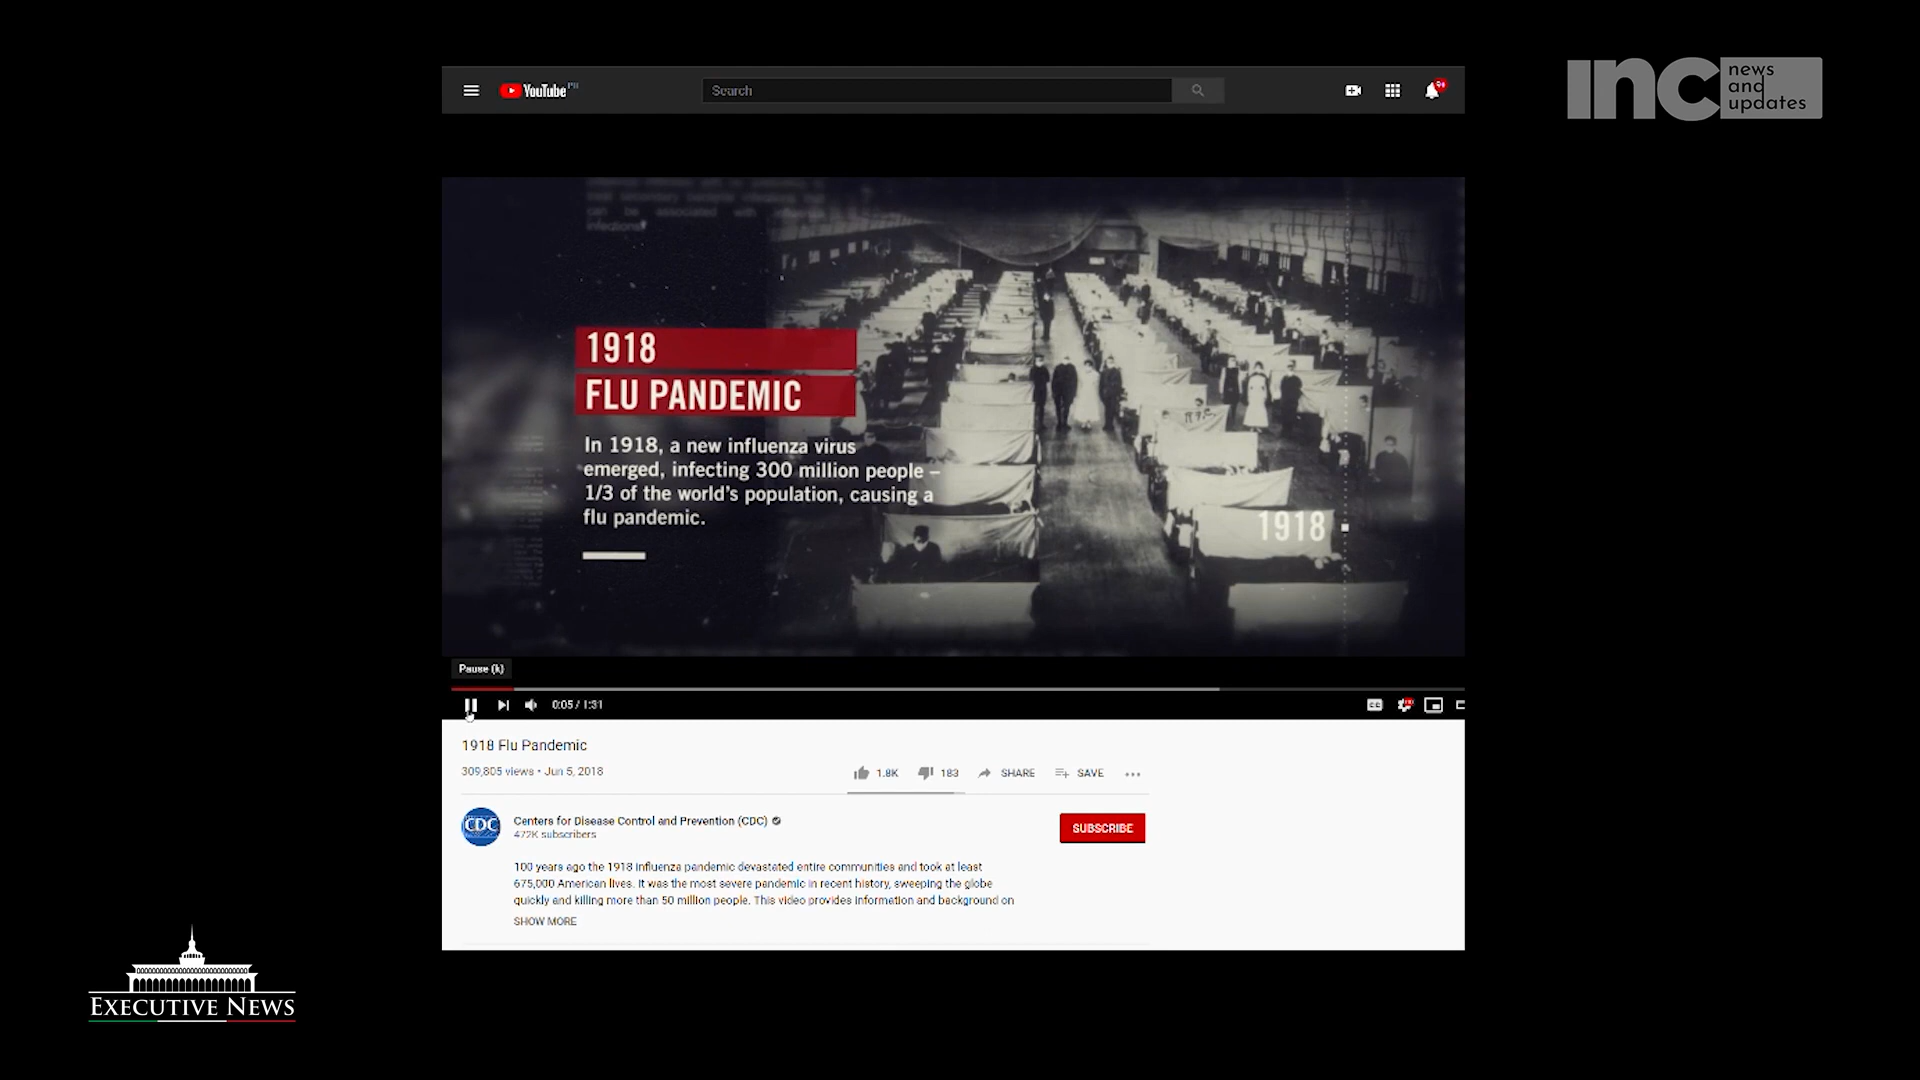 YouTube PH
Search
9+
inc news and updates
1918
FLU PANDEMIC
In 1918, a new influenza virus
emerged, infecting 300 million people –
1/3 of the world's population, causing a
flu pandemic.
1918
Pause (k)
0:05 / 1:31
1918 Flu Pandemic
309,805 views • Jun 5, 2018
1.8K
183
SHARE
SAVE
CDC
Centers for Disease Control and Prevention (CDC)
472K subscribers
SUBSCRIBE
100 years ago the 1918 influenza pandemic devastated entire communities and took at least
675,000 American lives. It was the most severe pandemic in recent history, sweeping the globe
quickly and killing more than 50 million people. This video provides information and background on
SHOW MORE
EXECUTIVE NEWS